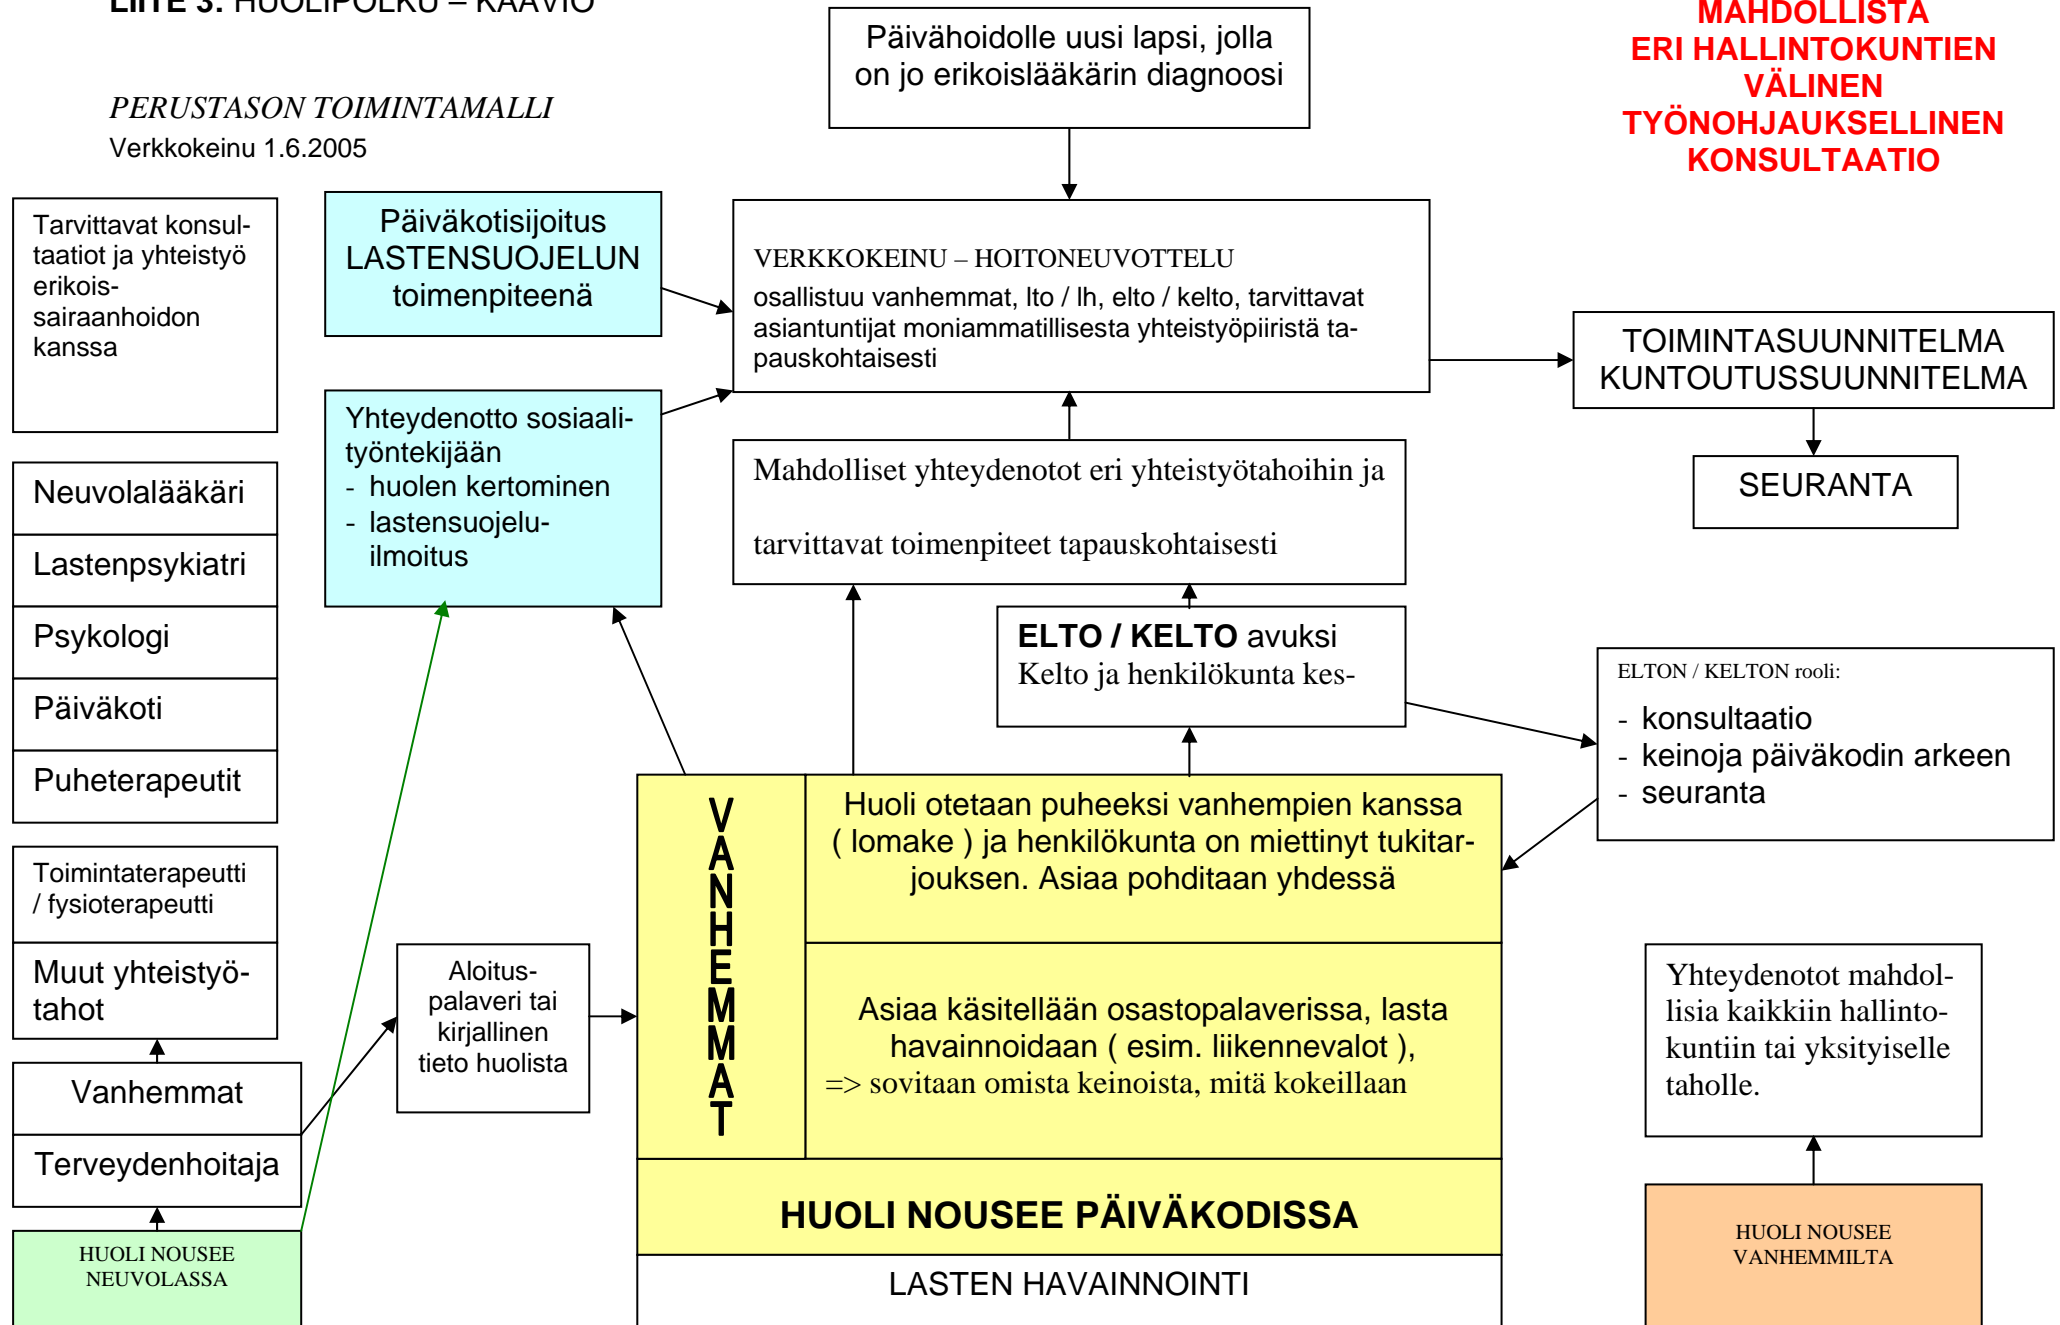 LIITE 3: HUOLIPOLKU – KAAVIO
PERUSTASON TOIMINTAMALLI
Verkkokeinu 1.6.2005
Päivähoidolle uusi lapsi, jolla
on jo erikoislääkärin diagnoosi
MAHDOLLISTA
ERI HALLINTOKUNTIEN
VÄLINEN
TYÖNOHJAUKSELLINEN
KONSULTAATIO
Tarvittavat konsul-
taatiot ja yhteistyö
erikois-
sairaanhoidon
kanssa
Päiväkotisijoitus
LASTENSUOJELUN
toimenpiteenä
VERKKOKEINU – HOITONEUVOTTELU
osallistuu vanhemmat, lto / lh, elto / kelto, tarvittavat
asiantuntijat moniammatillisesta yhteistyöpiiristä ta-
pauskohtaisesti
TOIMINTASUUNNITELMA
KUNTOUTUSSUUNNITELMA
SEURANTA
Yhteydenotto sosiaali-
työntekijään
- huolen kertominen
- lastensuojelu-
ilmoitus
Mahdolliset yhteydenotot eri yhteistyötahoihin ja
tarvittavat toimenpiteet tapauskohtaisesti
Neuvolalääkäri
Lastenpsykiatri
Psykologi
Päiväkoti
Puheterapeutit
ELTO / KELTO avuksi
Kelto ja henkilökunta kes-
ELTON / KELTON rooli:
- konsultaatio
- keinoja päiväkodin arkeen
- seuranta
Toimintaterapeutti
/ fysioterapeutti
Muut yhteistyö-
tahot
Vanhemmat
Terveydenhoitaja
HUOLI NOUSEE
NEUVOLASSA
Aloitus-
palaveri tai
kirjallinen
tieto huolista
VANHEMMAT
Huoli otetaan puheeksi vanhempien kanssa
( lomake ) ja henkilökunta on miettinyt tukitar-
jouksen. Asiaa pohditaan yhdessä
Asiaa käsitellään osastopalaverissa, lasta
havainnoidaan ( esim. liikennevalot ),
=> sovitaan omista keinoista, mitä kokeillaan
HUOLI NOUSEE PÄIVÄKODISSA
LASTEN HAVAINNOINTI
Yhteydenotot mahdol-
lisia kaikkiin hallinto-
kuntiin tai yksityiselle
taholle.
HUOLI NOUSEE
VANHEMMILTA